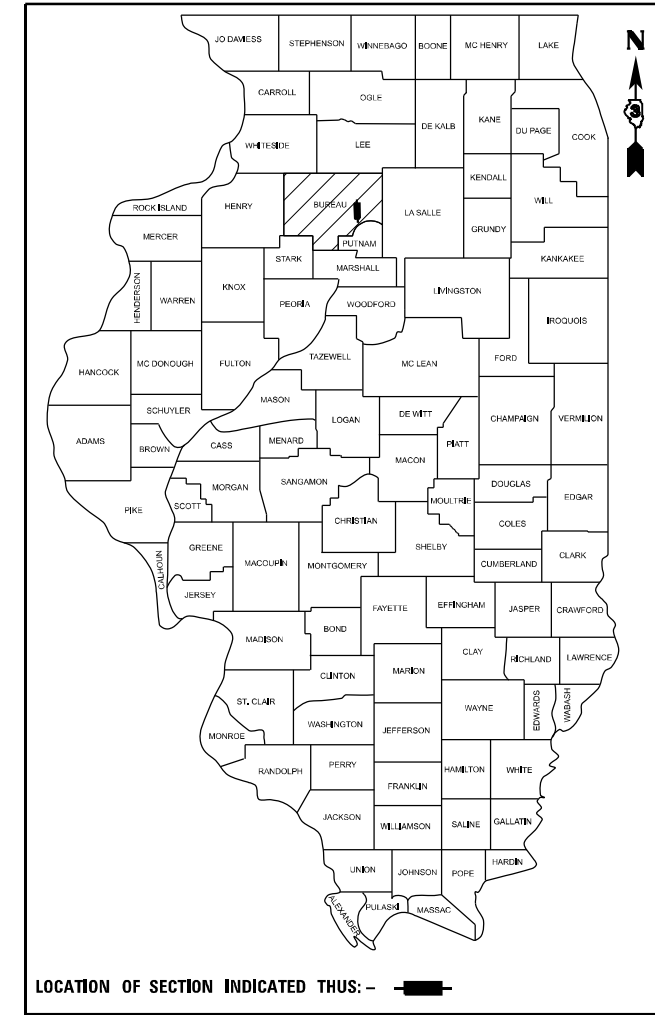 JO DAVIESS
STEPHENSON
WINNEBAGO
BOONE
MC HENRY
LAKE
N
3
CARROLL
OGLE
DE KALB
KANE
DU PAGE
COOK
WHITESIDE
LEE
KENDALL
WILL
ROCK ISLAND
HENRY
BUREAU
LA SALLE
GRUNDY
MERCER
PUTNAM
KANKAKEE
STARK
MARSHALL
HENDERSON
WARREN
KNOX
PEORIA
WOODFORD
LIVINGSTON
IROQUOIS
HANCOCK
MC DONOUGH
FULTON
TAZEWELL
MC LEAN
FORD
MASON
SCHUYLER
LOGAN
DE WITT
CHAMPAIGN
VERMILION
ADAMS
BROWN
CASS
MENARD
PIATT
MACON
SANGAMON
MORGAN
DOUGLAS
EDGAR
PIKE
SCOTT
MOULTRIE
CHRISTIAN
COLES
GREENE
MACOUPIN
SHELBY
CLARK
CALHOUN
MONTGOMERY
CUMBERLAND
JERSEY
FAYETTE
EFFINGHAM
JASPER
CRAWFORD
BOND
MADISON
CLAY
RICHLAND
LAWRENCE
CLINTON
MARION
ST. CLAIR
WAYNE
EDWARDS
WABASH
WASHINGTON
JEFFERSON
MONROE
RANDOLPH
PERRY
HAMILTON
WHITE
FRANKLIN
JACKSON
WILLIAMSON
SALINE
GALLATIN
UNION
JOHNSON
POPE
HARDIN
ALEXANDER
PULASKI
MASSAC
LOCATION OF SECTION INDICATED THUS: -